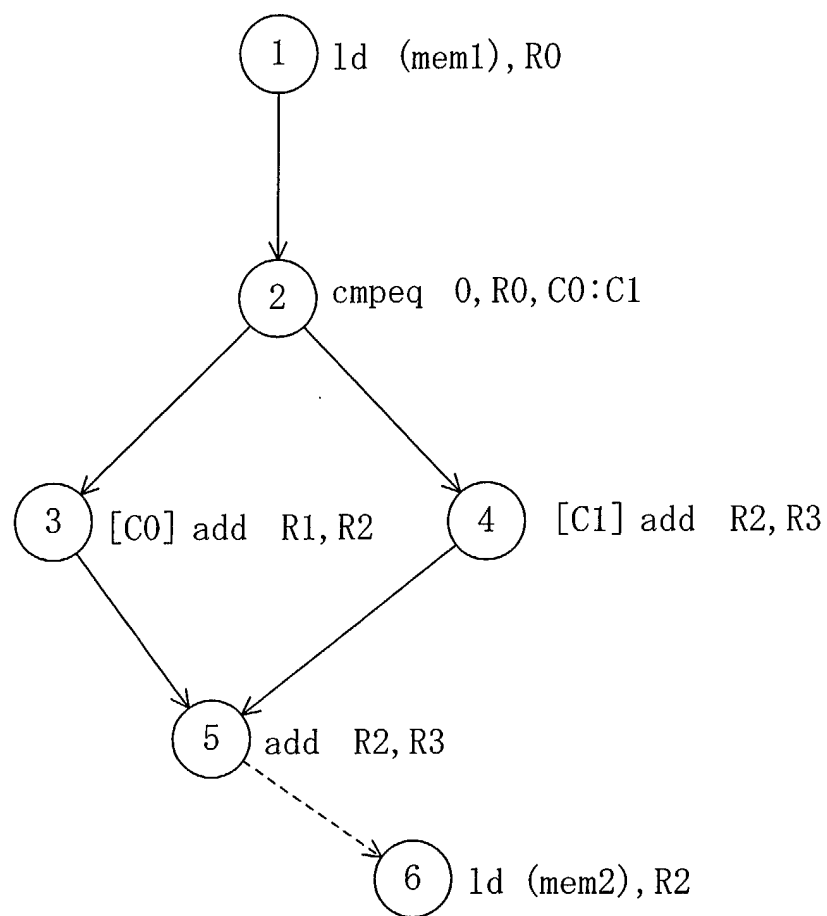 1 ld (mem1), R0
2 cmpeq 0, R0, C0:C1
3 [C0] add R1, R2 4 [C1] add R2, R3
5 add R2, R3
6 ld (mem2), R2